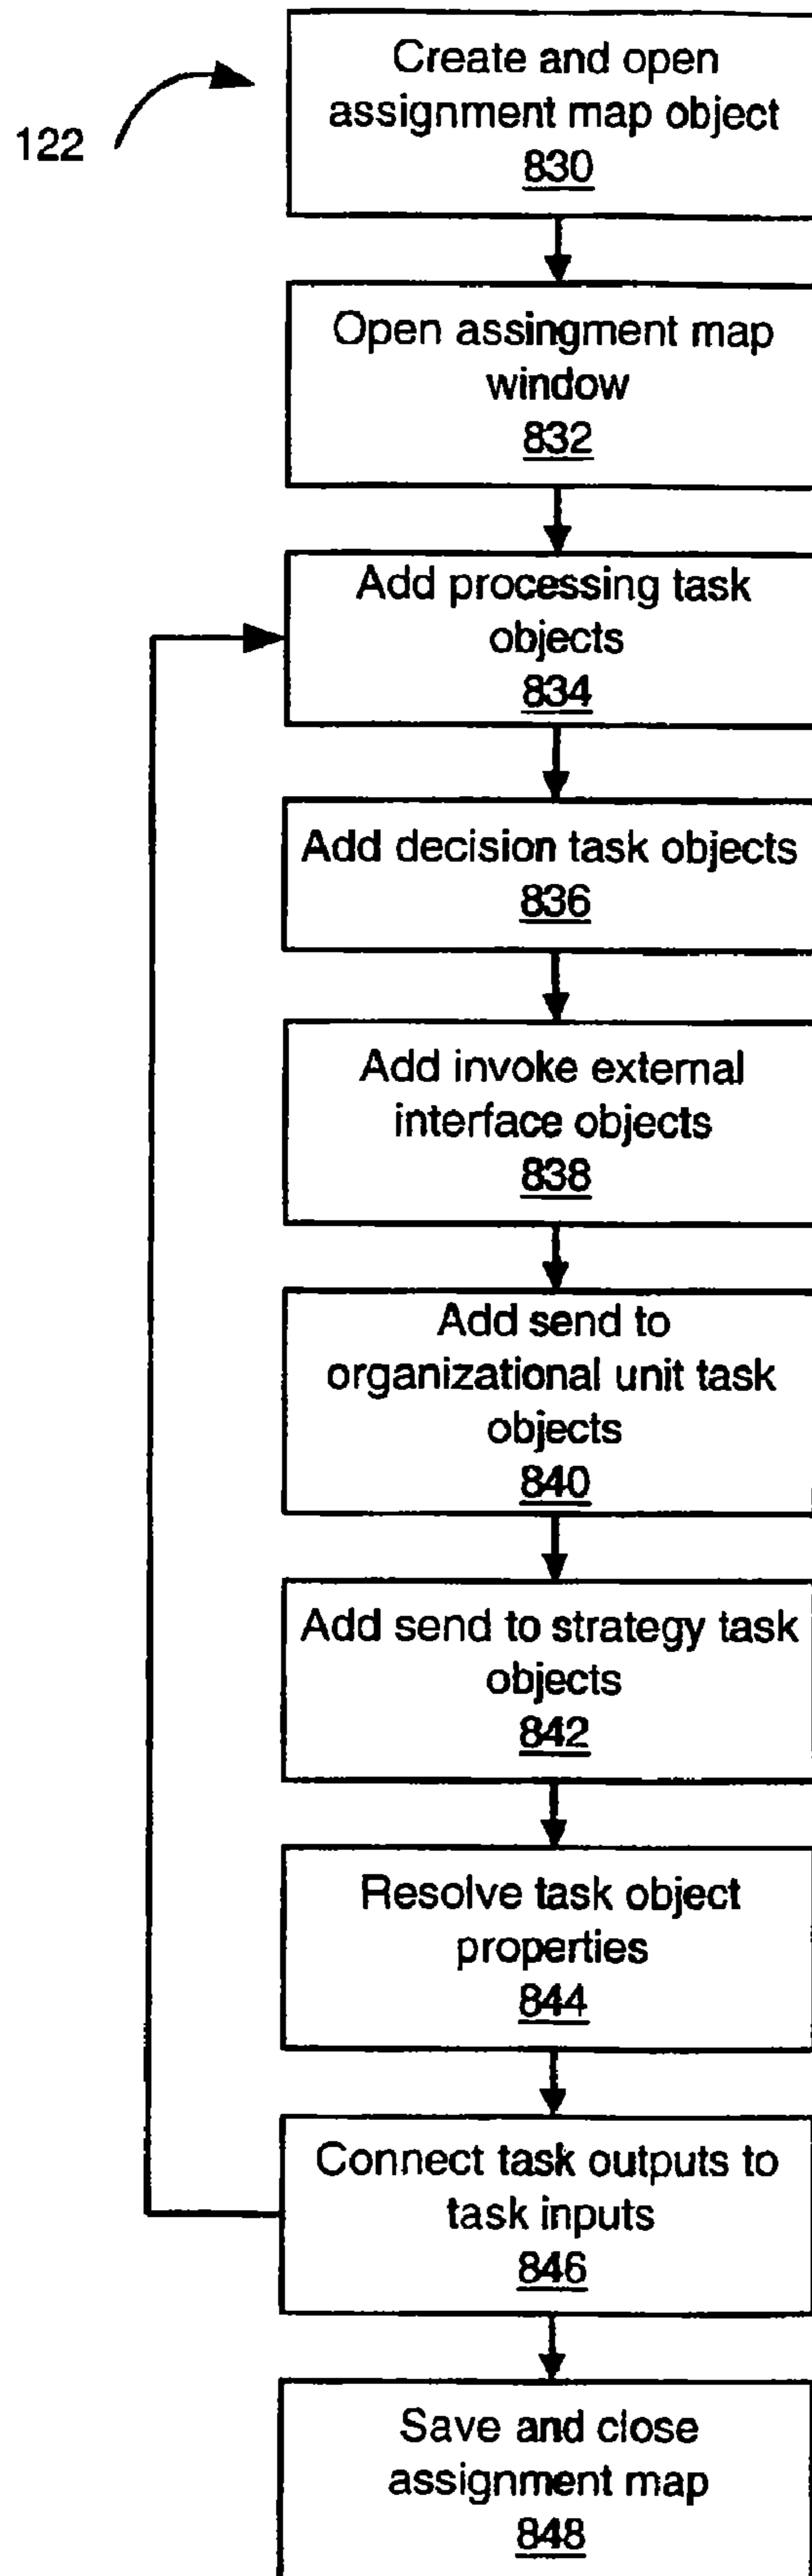 122
Create and open
assignment map object
830
Open assingment map
window
832
Add processing task
objects
834
Add decision task objects
836
Add invoke external
interface objects
838
Add send to
organizational unit task
objects
840
Add send to strategy task
objects
842
Resolve task object
properties
844
Connect task outputs to
task inputs
846
Save and close
assignment map
848